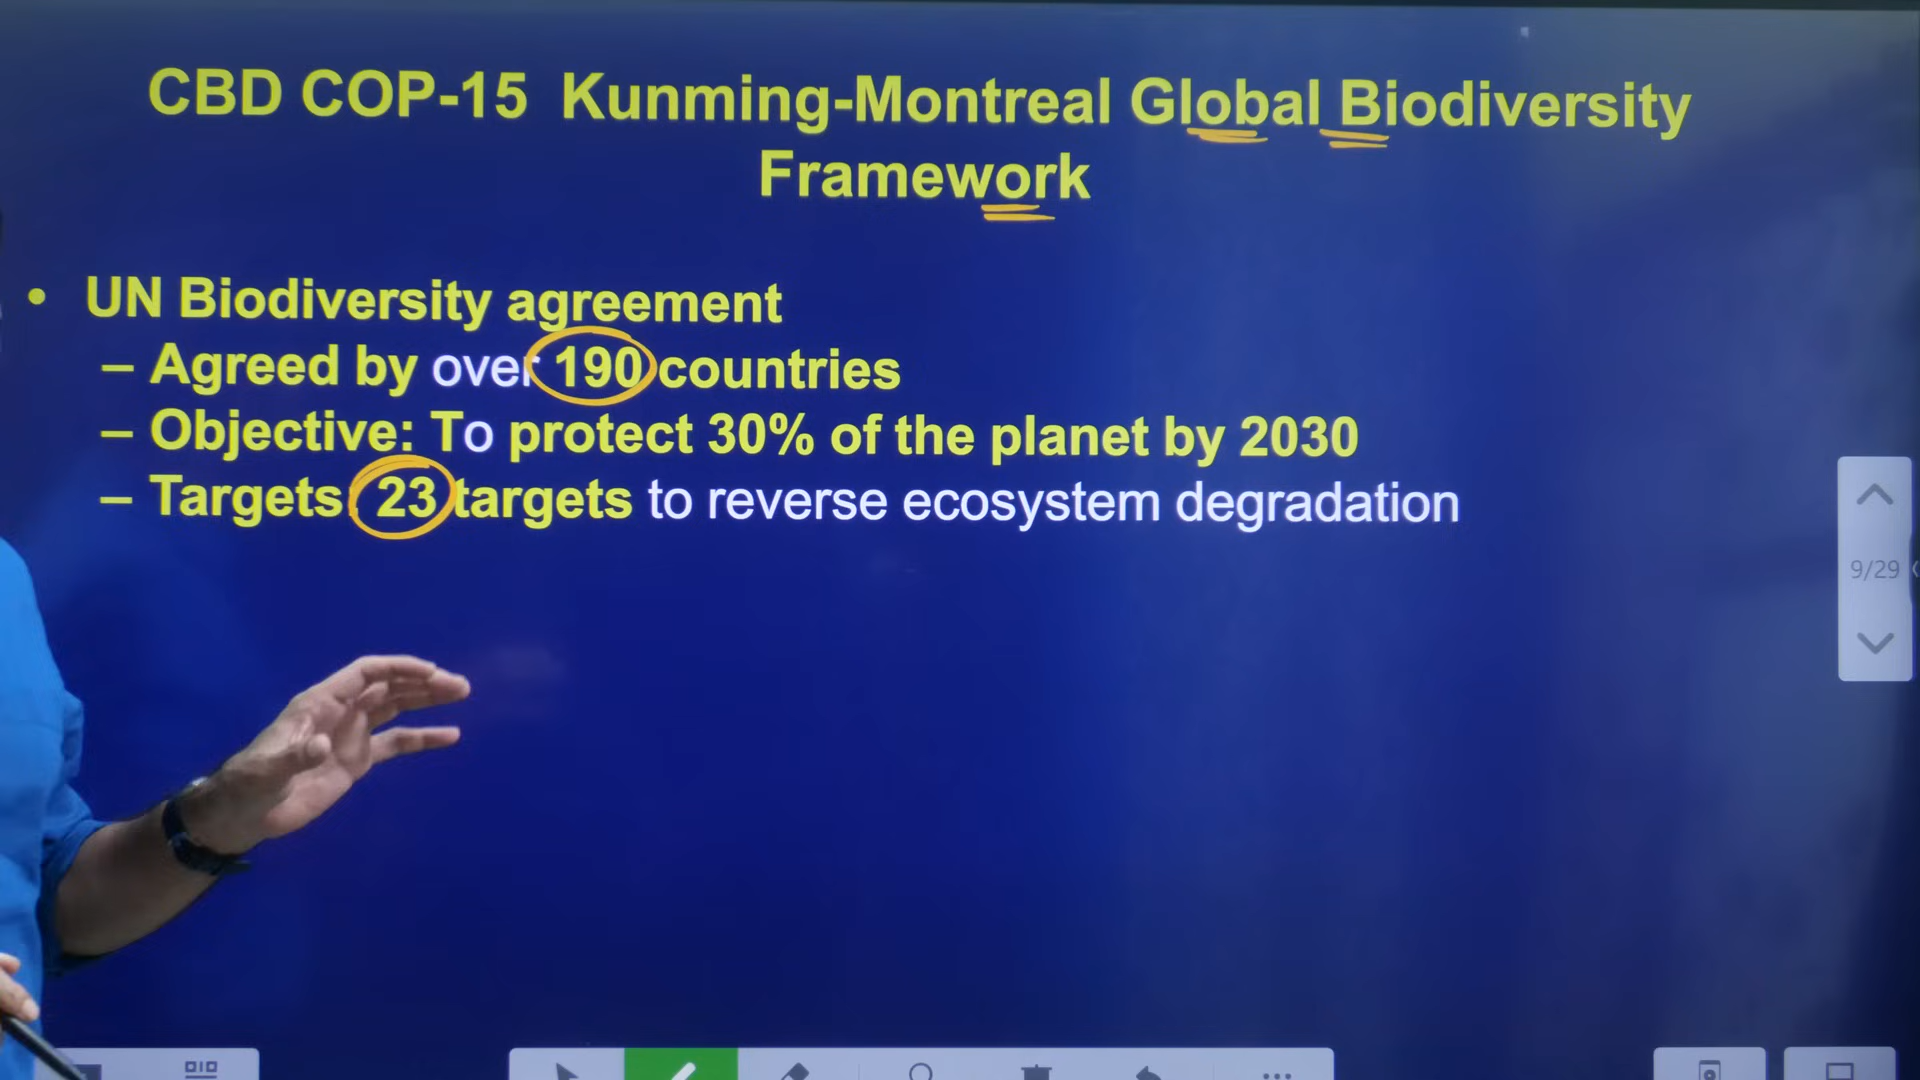 CBD COP-15 Kunming-Montreal Global Biodiversity
Framework
• UN Biodiversity agreement
– Agreed by over 190 countries
– Objective: To protect 30% of the planet by 2030
– Targets 23 targets to reverse ecosystem degradation
9/29